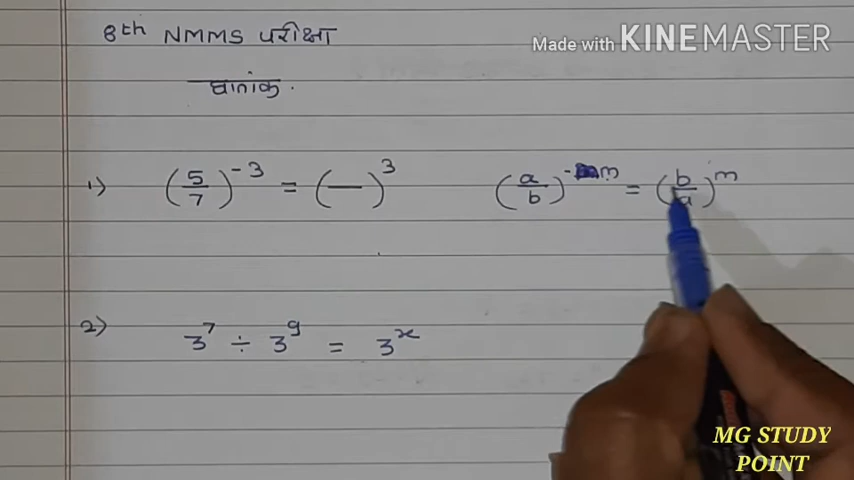 8th NMMS परीक्षा
Made with KINEMASTER
घातांक.
1) (5/7)^-3 = (—)^3 (a/b)^-m = (b/a)^m
2) 3^7 ÷ 3^9 = 3^x
MG STUDY
POINT